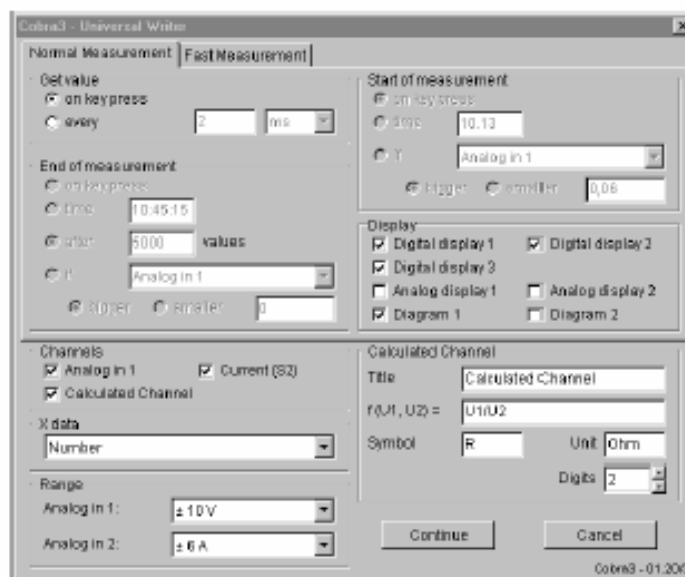 Cobra3 - Universal Writer
Normal Measurement
Fast Measurement
Get value
on key press
every 2 ms
End of measurement
on key press
time 10:45:15
after 5000 values
if Analog in 1
bigger smaller 0
Start of measurement
on key press
time 10.13
if Analog in 1
bigger smaller 0,06
Display
Digital display 1 Digital display 2
Digital display 3
Analog display 1 Analog display 2
Diagram 1 Diagram 2
Channels
Analog in 1 Current (S2)
Calculated Channel
X data
Number
Range
Analog in 1: ± 10 V
Analog in 2: ± 6 A
Calculated Channel
Title Calculated Channel
f(U1, U2) = U1/U2
Symbol R Unit Ohm
Digits 2
Continue Cancel